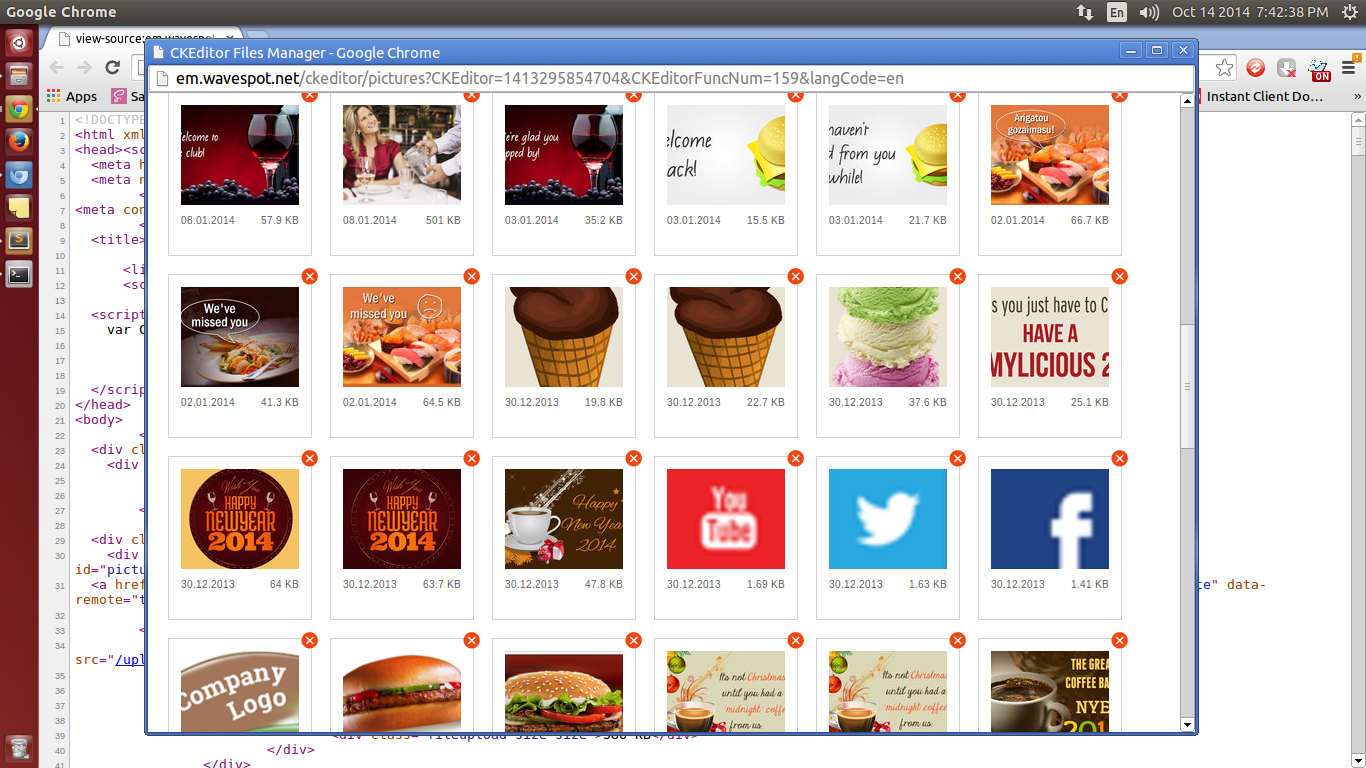 Google Chrome
En
Oct 14 2014 7:42:38 PM
view-source:em.wavespot
CKEditor Files Manager - Google Chrome
em.wavespot.net/ckeditor/pictures?CKEditor=1413295854704&CKEditorFuncNum=159&langCode=en
ON
Apps
Sa
Instant Client Do... »
elcome to
e club!
e're glad you
pped by!
elcome
ack!
haven't
d from you
while!
Arigatou
gozaimasu!
08.01.2014 57.9 KB
08.01.2014 501 KB
03.01.2014 35.2 KB
03.01.2014 15.5 KB
03.01.2014 21.7 KB
02.01.2014 66.7 KB
We've
missed you
We've
missed you
s you just have to C
HAVE A
MYLICIOUS 2
02.01.2014 41.3 KB
02.01.2014 64.5 KB
30.12.2013 19.8 KB
30.12.2013 22.7 KB
30.12.2013 37.6 KB
30.12.2013 25.1 KB
Wish You
HAPPY
NEWYEAR
2014
Wish You
HAPPY
NEWYEAR
2014
Happy
New Year
2014
You
Tube
f
30.12.2013 64 KB
30.12.2013 63.7 KB
30.12.2013 47.8 KB
30.12.2013 1.69 KB
30.12.2013 1.63 KB
30.12.2013 1.41 KB
Company
Logo
Its not Christmas
until you had a
midnight coffee
from us.
Its not Christmas
until you had a
midnight coffee
from us.
THE GREA
COFFEE BA
NYE
201
1 <!DOCTYPE
2 <html xml
3 <head><sc
4 <meta h
5 <meta n
6 <
7 <meta con
8 <
9 <title>
10
11 <li
12 <sc
13
14 <script
15 var C
16
17
18
19 </script
20 </head>
21 <body>
22 <
23 <div cl
24 <div
25
26
27 <
28
29 <div cl
30 <div
id="pictu
31 <a href
te" data-
remote="t
32
33 <
34
src="/upl
35
36
37
38
39
40 </div>
41 </div>